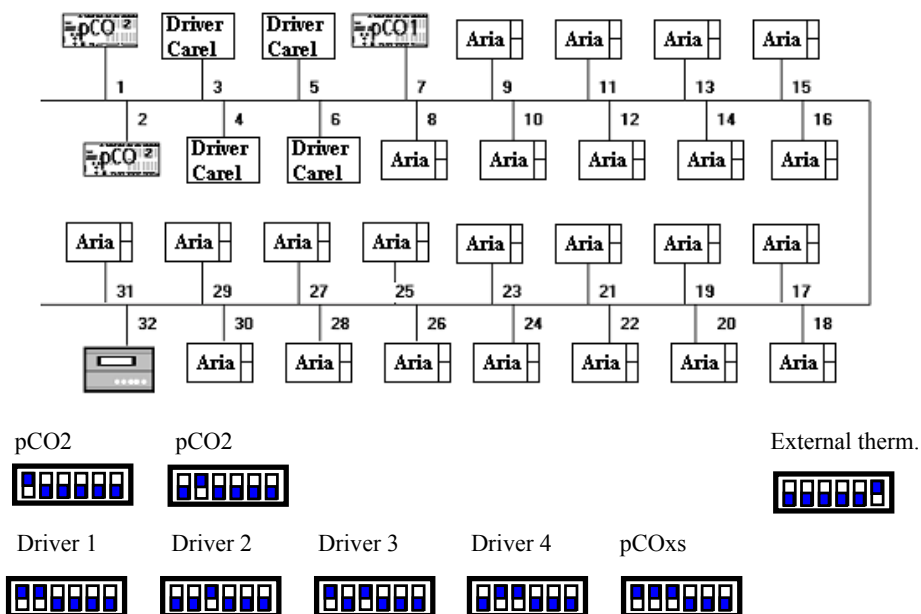 pCO2 Driver Carel Driver Carel pCO1 Aria Aria Aria Aria
1 3 5 7 9 11 13 15
2 4 6 8 10 12 14 16
pCO2 Driver Carel Driver Carel Aria Aria Aria Aria Aria
Aria Aria Aria Aria Aria Aria Aria Aria
31 29 27 25 23 21 19 17
32 30 28 26 24 22 20 18
Aria Aria Aria Aria Aria Aria Aria
pCO2 pCO2 External therm.
Driver 1 Driver 2 Driver 3 Driver 4 pCOxs